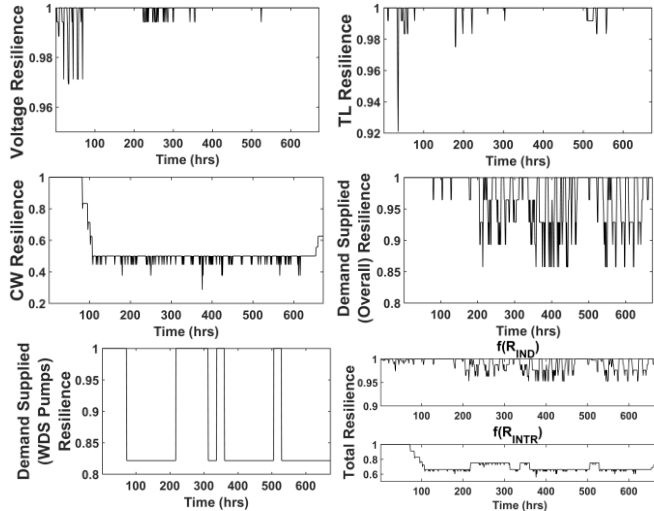 Voltage Resilience
1
0.98
0.96
100 200 300 400 500 600
Time (hrs)
TL Resilience
1
0.98
0.96
0.94
0.92
100 200 300 400 500 600
Time (hrs)
CW Resilience
1
0.8
0.6
0.4
0.2
100 200 300 400 500 600
Time (hrs)
Demand Supplied
(Overall) Resilience
1
0.95
0.9
0.85
0.8
100 200 300 400 500 600
Time (hrs)
Demand Supplied
(WDS Pumps)
Resilience
1
0.95
0.9
0.85
0.8
100 200 300 400 500 600
Time (hrs)
Total Resilience
f(R_IND)
1
0.95
0.9
100 200 300 400 500 600
f(R_INTR)
1
0.8
0.6
100 200 300 400 500 600
Time (hrs)